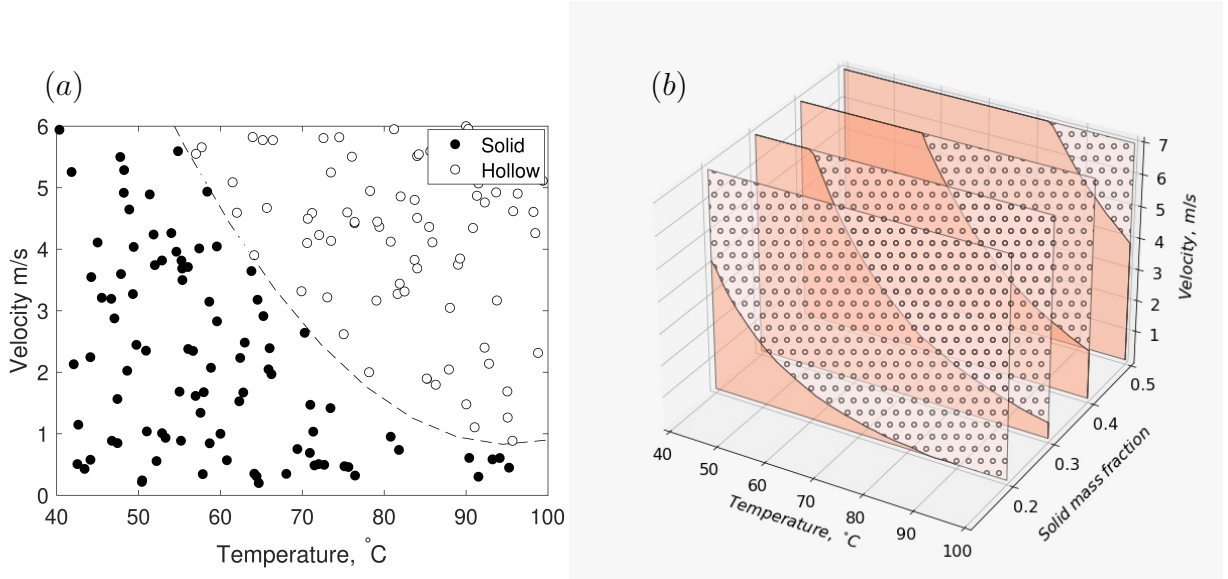 (a)
6
5
4
3
2
1
0
Velocity m/s
Solid
Hollow
40 50 60 70 80 90 100
Temperature, °C
(b)
7
6
5
4
3
2
1
Velocity, m/s
0.5
0.4
0.3
0.2
Solid mass fraction
40
50
60
70
80
90
100
Temperature, °C